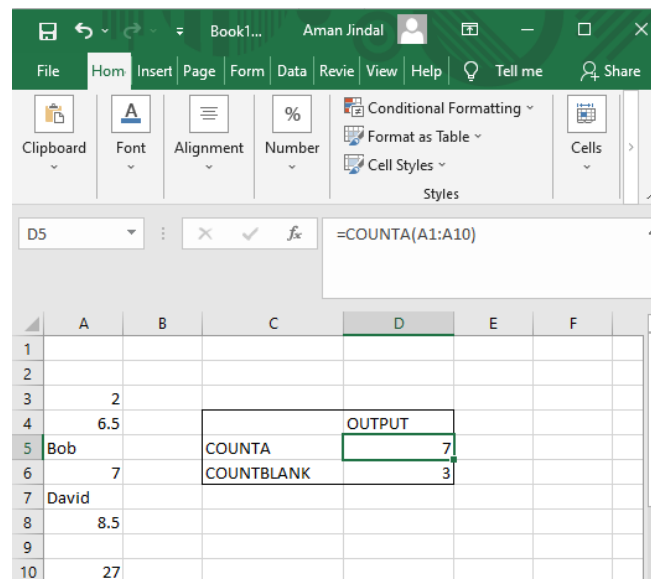 Book1... Aman Jindal
File Hom Insert Page Form Data Revie View Help Tell me Share
Clipboard Font Alignment Number Conditional Formatting Format as Table Cell Styles Cells
%
Styles
D5 fx =COUNTA(A1:A10)
A B C D E F
1
2
3 2
4 6.5 OUTPUT
5 Bob COUNTA 7
6 7 COUNTBLANK 3
7 David
8 8.5
9
10 27